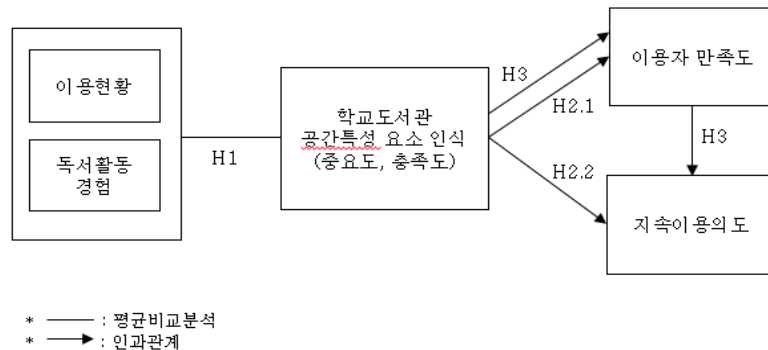 이용현황
독서활동
경험
H1
학교도서관
공간특성 요소 인식
(중요도, 충족도)
H3
H2.1
H2.2
이용자 만족도
H3
지속이용의도
* : 평균비교분석
* : 인과관계